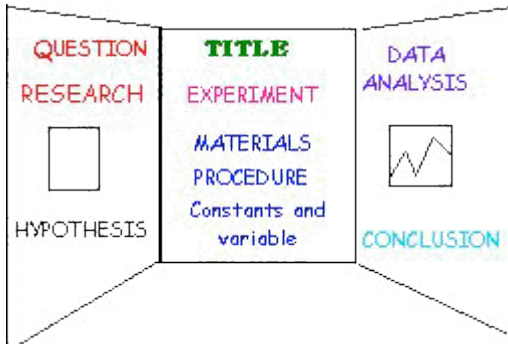 QUESTION
RESEARCH
HYPOTHESIS
TITLE
EXPERIMENT
MATERIALS
PROCEDURE
Constants and
variable
DATA
ANALYSIS
CONCLUSION